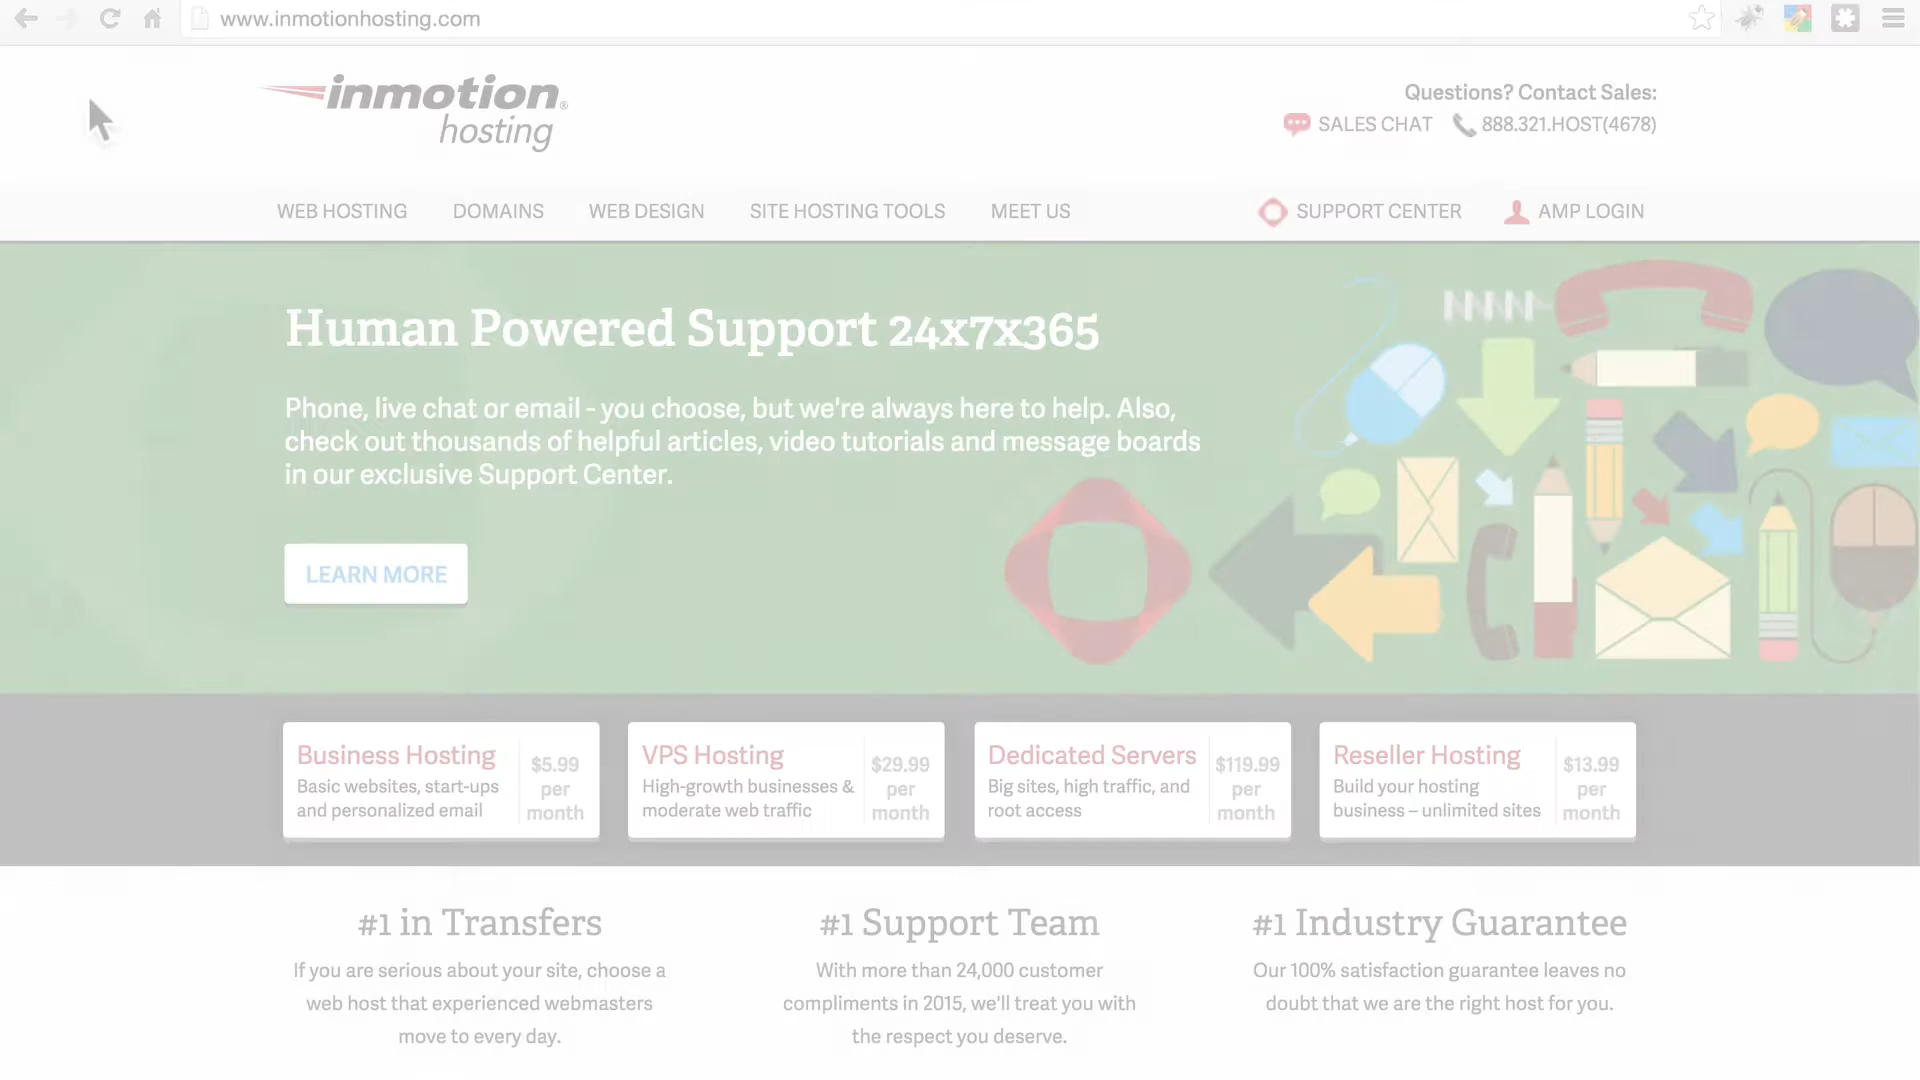 www.inmotionhosting.com
inmotion®
hosting
Questions? Contact Sales:
SALES CHAT 888.321.HOST(4678)
WEB HOSTING DOMAINS WEB DESIGN SITE HOSTING TOOLS MEET US SUPPORT CENTER AMP LOGIN
Human Powered Support 24x7x365
Phone, live chat or email - you choose, but we're always here to help. Also,
check out thousands of helpful articles, video tutorials and message boards
in our exclusive Support Center.
LEARN MORE
Business Hosting
Basic websites, start-ups
and personalized email
$5.99
per
month
VPS Hosting
High-growth businesses &
moderate web traffic
$29.99
per
month
Dedicated Servers
Big sites, high traffic, and
root access
$119.99
per
month
Reseller Hosting
Build your hosting
business – unlimited sites
$13.99
per
month
#1 in Transfers
If you are serious about your site, choose a
web host that experienced webmasters
move to every day.
#1 Support Team
With more than 24,000 customer
compliments in 2015, we'll treat you with
the respect you deserve.
#1 Industry Guarantee
Our 100% satisfaction guarantee leaves no
doubt that we are the right host for you.